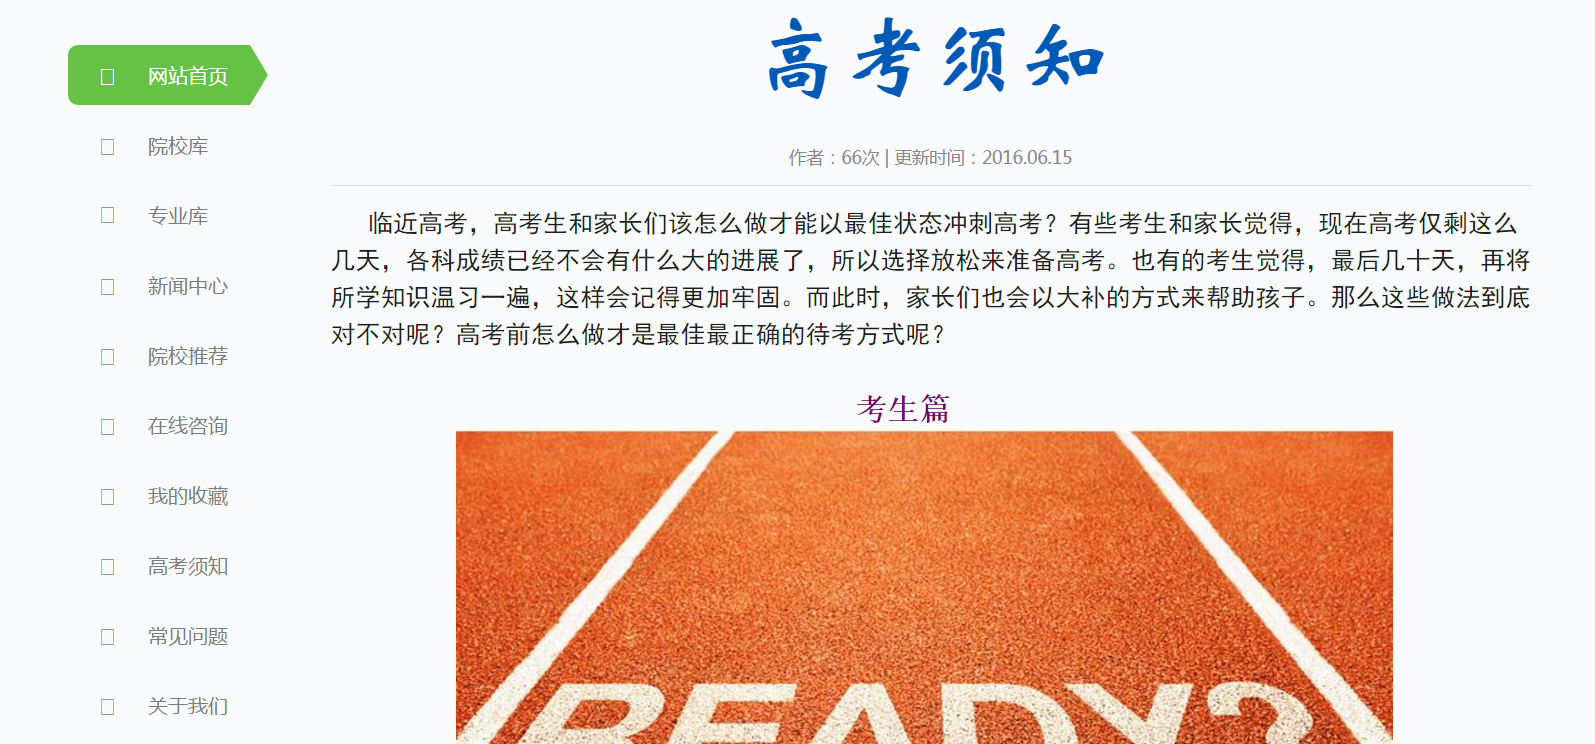 网站首页
院校库
专业库
新闻中心
院校推荐
在线咨询
我的收藏
高考须知
常见问题
关于我们
高考须知
作者：66次 | 更新时间：2016.06.15
临近高考，高考生和家长们该怎么做才能以最佳状态冲刺高考？有些考生和家长觉得，现在高考仅剩这么
几天，各科成绩已经不会有什么大的进展了，所以选择放松来准备高考。也有的考生觉得，最后几十天，再将
所学知识温习一遍，这样会记得更加牢固。而此时，家长们也会以大补的方式来帮助孩子。那么这些做法到底
对不对呢？高考前怎么做才是最佳最正确的待考方式呢？
考生篇
READY?